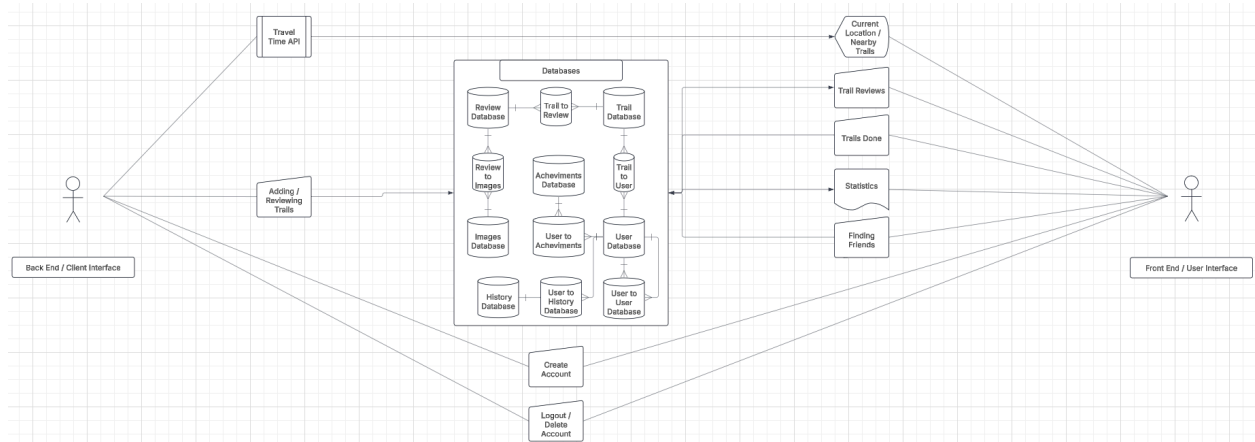 Travel
Time API
Current
Location /
Nearby
Trails
Databases
Review
Database
Trail to
Review
Trail
Database
Trail Reviews
Trails Done
Review
to
Images
Acheviments
Database
Trail
to
User
Adding /
Reviewing
Trails
Statistics
Images
Database
User to
Acheviments
User
Database
Finding
Friends
Back End / Client Interface
Front End / User Interface
History
Database
User to
History
Database
User to
User
Database
Create
Account
Logout /
Delete
Account